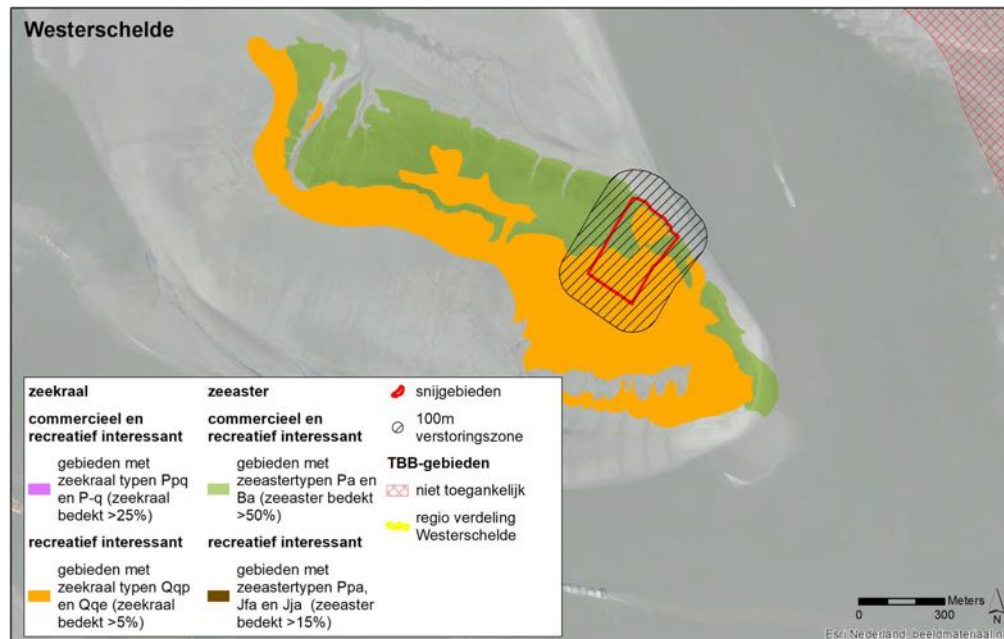 Westerschelde
zeekraal
commercieel en
recreatief interessant
gebieden met
zeekraal typen Ppq
en P-q (zeekraal
bedekt >25%)
recreatief interessant
gebieden met
zeekraal typen Qqp
en Qqe (zeekraal
bedekt >5%)
zeeaster
commercieel en
recreatief interessant
gebieden met
zeeastertypen Pa en
Ba (zeeaster bedekt
>50%)
recreatief interessant
gebieden met
zeeastertypen Ppa,
Jfa en Jja (zeeaster
bedekt >15%)
snijgebieden
100m
verstoringszone
TBB-gebieden
niet toegankelijk
regio verdeling
Westerschelde
Meters
0 300
N
Esri Nederland, beeldmateriaal.n